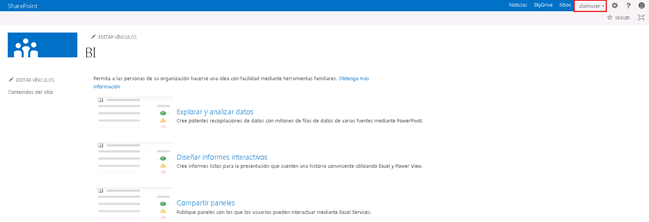 SharePoint
Noticias SkyDrive Sitios claimuser ?
SEGUIR
EDITAR VÍNCULOS
BI
EDITAR VÍNCULOS
Contenidos del sitio
Permita a las personas de su organización hacerse una idea con facilidad mediante herramientas familiares. Obtenga más
información
Explorar y analizar datos
Cree potentes recopilaciones de datos con millones de filas de datos de varias fuentes mediante PowerPivot.
Diseñar informes interactivos
Cree informes listos para la presentación que cuenten una historia convincente utilizando Excel y Power View.
Compartir paneles
Publique paneles con los que los usuarios pueden interactuar mediante Excel Services.